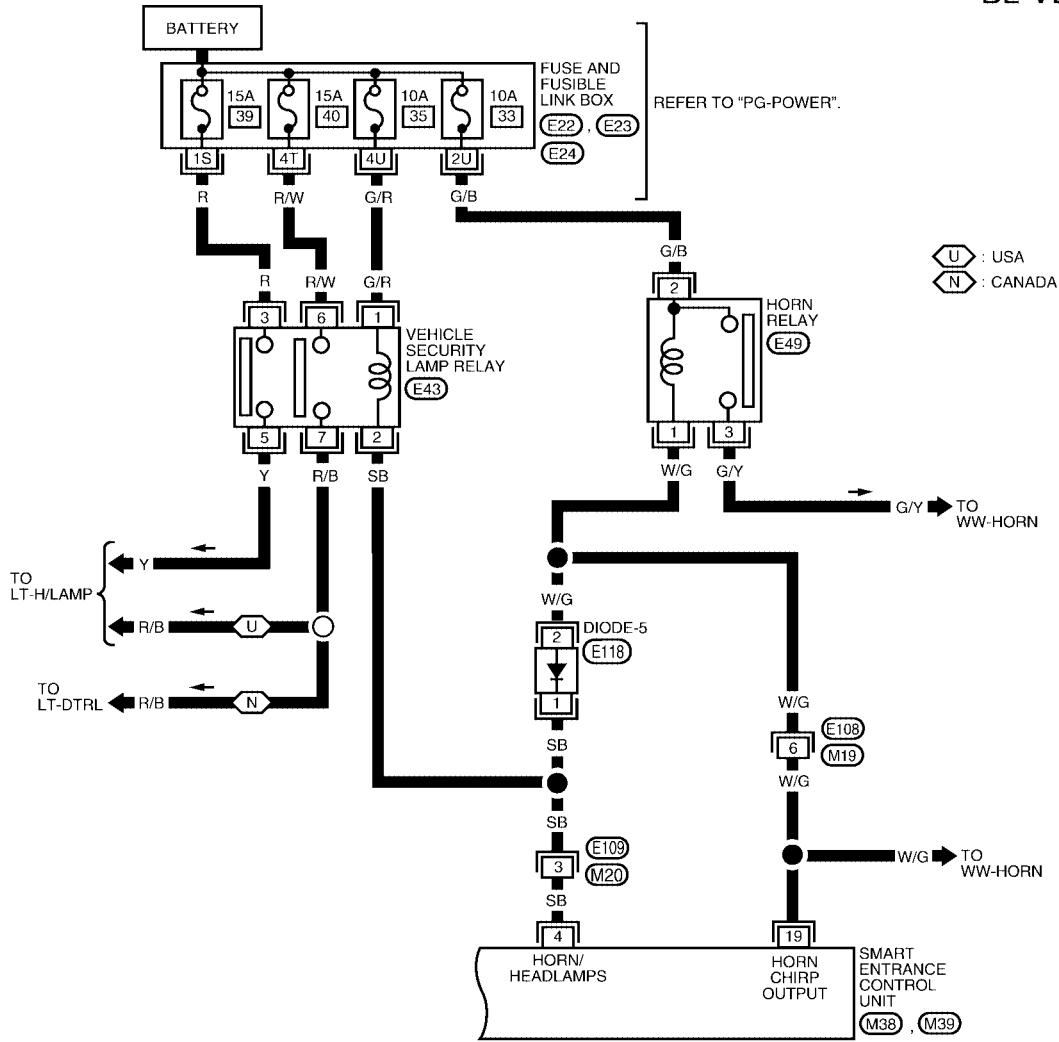 BATTERY
FUSE AND
FUSIBLE
LINK BOX
E22 , E23
E24
REFER TO "PG-POWER".
15A
39
15A
40
10A
35
10A
33
1S
4T
4U
2U
R
R/W
G/R
G/B
R
R/W
G/R
G/B
U : USA
N : CANADA
3
6
1
2
VEHICLE
SECURITY
LAMP RELAY
E43
HORN
RELAY
E49
5
7
2
1
3
Y
R/B
SB
W/G
G/Y
G/Y
TO
WW-HORN
TO
LT-H/LAMP
Y
R/B
U
TO
LT-DTRL
R/B
N
W/G
2
DIODE-5
E118
1
SB
W/G
6
E108
M19
W/G
SB
3
E109
M20
SB
W/G
TO
WW-HORN
4
19
HORN/
HEADLAMPS
HORN
CHIRP
OUTPUT
SMART
ENTRANCE
CONTROL
UNIT
M38 , M39